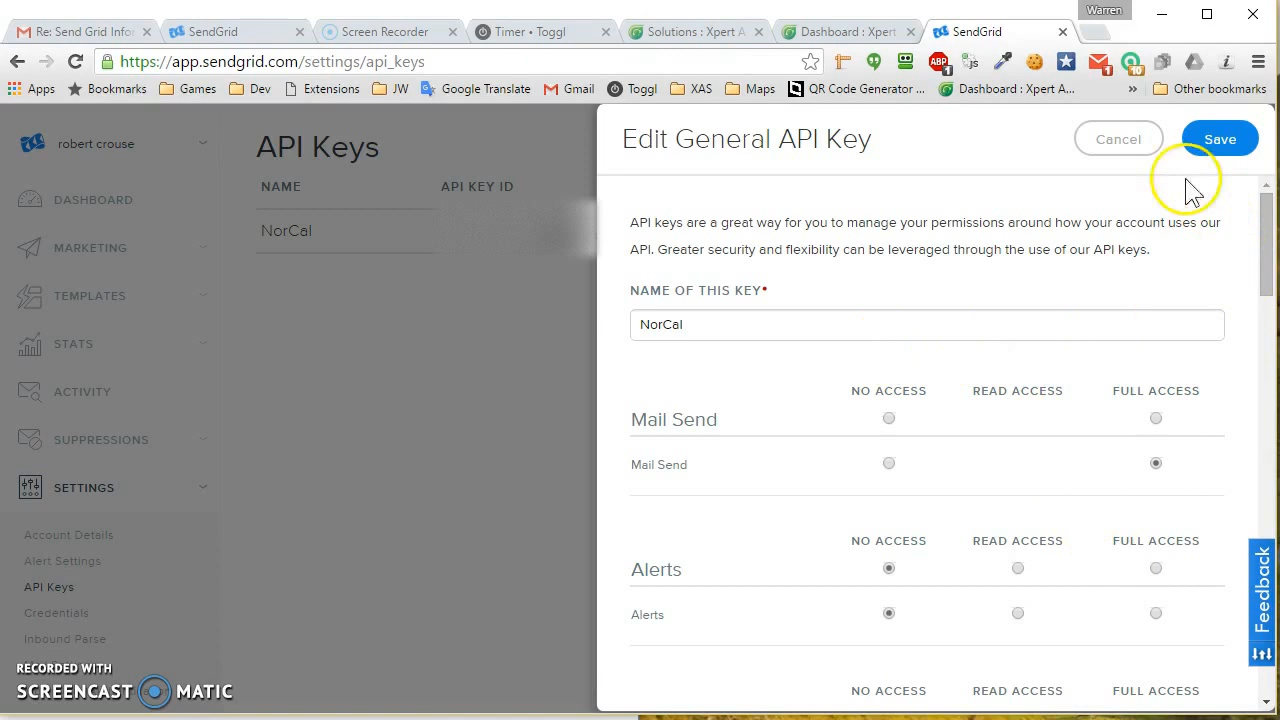 Warren
Re: Send Grid Infor
SendGrid
Screen Recorder
Timer • Toggl
Solutions : Xpert A
Dashboard : Xpert
SendGrid
https://app.sendgrid.com/settings/api_keys
ABP
1
js
1
10
Apps
Bookmarks
Games
Dev
Extensions
JW
Google Translate
Gmail
Toggl
XAS
Maps
QR Code Generator ...
Dashboard : Xpert A...
»
Other bookmarks
robert crouse
DASHBOARD
MARKETING
TEMPLATES
STATS
ACTIVITY
SUPPRESSIONS
SETTINGS
Account Details
Alert Settings
API Keys
Credentials
Inbound Parse
RECORDED WITH
SCREENCAST MATIC
API Keys
NAME API KEY ID
NorCal
Edit General API Key
Cancel
Save
API keys are a great way for you to manage your permissions around how your account uses our
API. Greater security and flexibility can be leveraged through the use of our API keys.
NAME OF THIS KEY*
NorCal
NO ACCESS READ ACCESS FULL ACCESS
Mail Send
Mail Send
NO ACCESS READ ACCESS FULL ACCESS
Alerts
Alerts
NO ACCESS READ ACCESS FULL ACCESS
Feedback